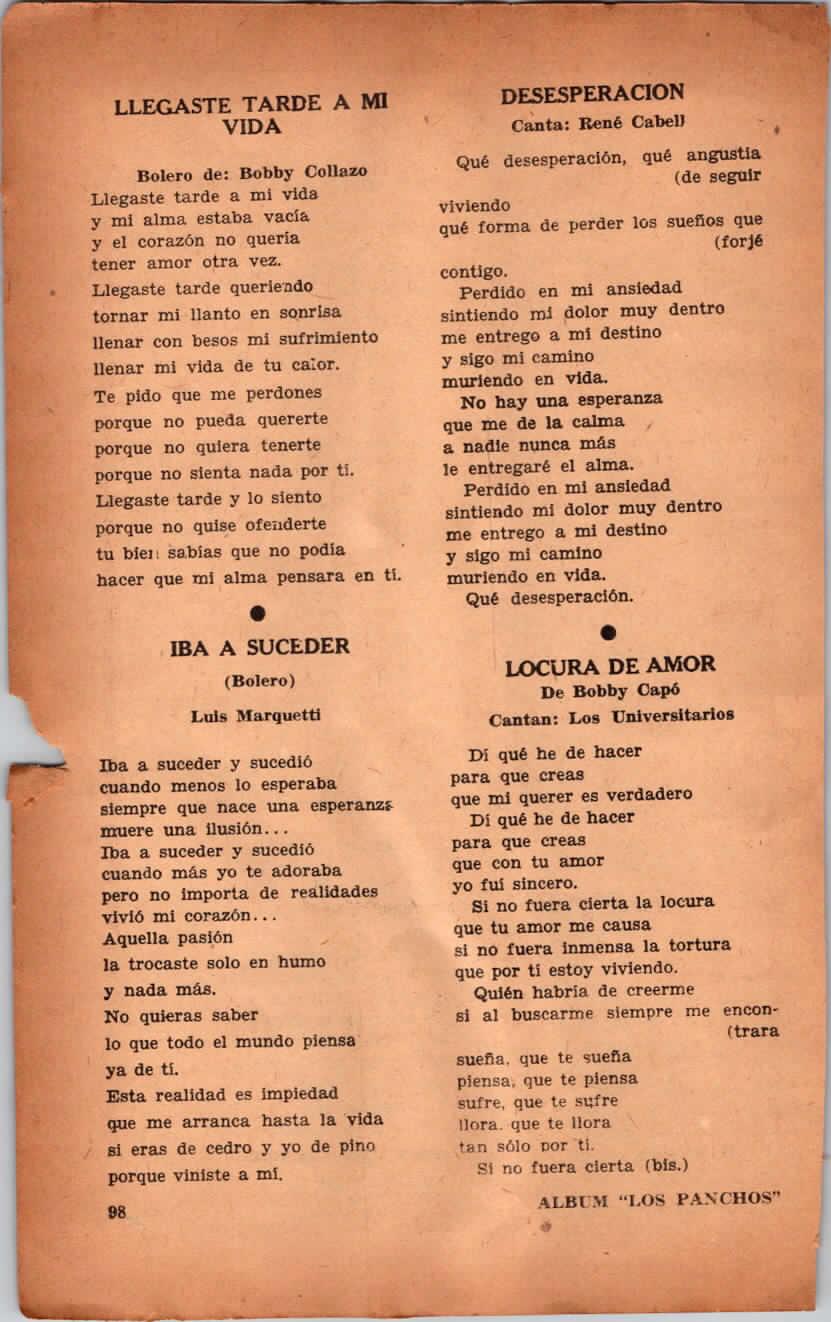 LLEGASTE TARDE A MI
VIDA
Bolero de: Bobby Collazo
Llegaste tarde a mi vida
y mi alma estaba vacía
y el corazón no quería
tener amor otra vez.
Llegaste tarde queriendo
tornar mi llanto en sonrisa
llenar con besos mi sufrimiento
llenar mi vida de tu calor.
Te pido que me perdones
porque no pueda quererte
porque no quiera tenerte
porque no sienta nada por tí.
Llegaste tarde y lo siento
porque no quise ofenderte
tu bien sabías que no podía
hacer que mi alma pensara en tí.
●
IBA A SUCEDER
(Bolero)
Luis Marquetti
Iba a suceder y sucedió
cuando menos lo esperaba
siempre que nace una esperanza
muere una ilusión...
Iba a suceder y sucedió
cuando más yo te adoraba
pero no importa de realidades
vivió mi corazón...
Aquella pasión
la trocaste solo en humo
y nada más.
No quieras saber
lo que todo el mundo piensa
ya de tí.
Esta realidad es impiedad
que me arranca hasta la vida
si eras de cedro y yo de pino
porque viniste a mí.
98
DESESPERACION
Canta: René Cabell
Qué desesperación, qué angustia
(de seguir
viviendo
qué forma de perder los sueños que
(forjé
contigo.
Perdido en mi ansiedad
sintiendo mi dolor muy dentro
me entrego a mi destino
y sigo mi camino
muriendo en vida.
No hay una esperanza
que me de la calma
a nadie nunca más
le entregaré el alma.
Perdido en mi ansiedad
sintiendo mi dolor muy dentro
me entrego a mi destino
y sigo mi camino
muriendo en vida.
Qué desesperación.
●
LOCURA DE AMOR
De Bobby Capó
Cantan: Los Universitarios
Dí qué he de hacer
para que creas
que mi querer es verdadero
Dí qué he de hacer
para que creas
que con tu amor
yo fuí sincero.
Si no fuera cierta la locura
que tu amor me causa
si no fuera inmensa la tortura
que por tí estoy viviendo.
Quién habría de creerme
si al buscarme siempre me encon-
(trara
sueña, que te sueña
piensa, que te piensa
sufre, que te sufre
llora. que te llora
tan sólo por ti.
Si no fuera cierta (bis.)
ALBUM "LOS PANCHOS"